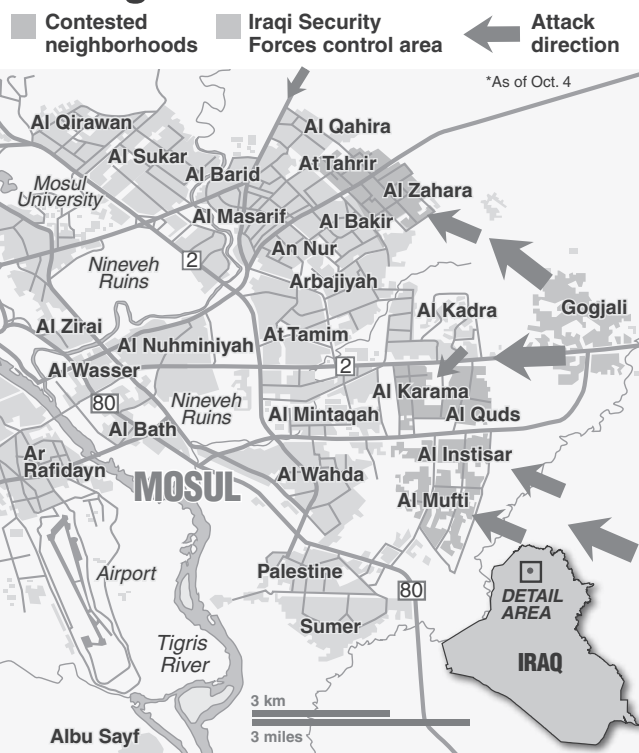 Contested
neighborhoods
Iraqi Security
Forces control area
Attack
direction
*As of Oct. 4
Al Qirawan
Al Qahira
Al Sukar
At Tahrir
Al Barid
Al Zahara
Mosul
University
Al Masarif
Al Bakir
An Nur
2
Nineveh
Ruins
Arbajiyah
Al Kadra
Gogjali
Al Zirai
At Tamim
Al Nuhminiyah
Al Wasser
2
Al Karama
80
Nineveh
Ruins
Al Mintaqah
Al Quds
Al Bath
Ar
Rafidayn
Al Instisar
Al Wahda
MOSUL
Al Mufti
Airport
Palestine
80
DETAIL
AREA
Sumer
Tigris
River
IRAQ
3 km
3 miles
Albu Sayf